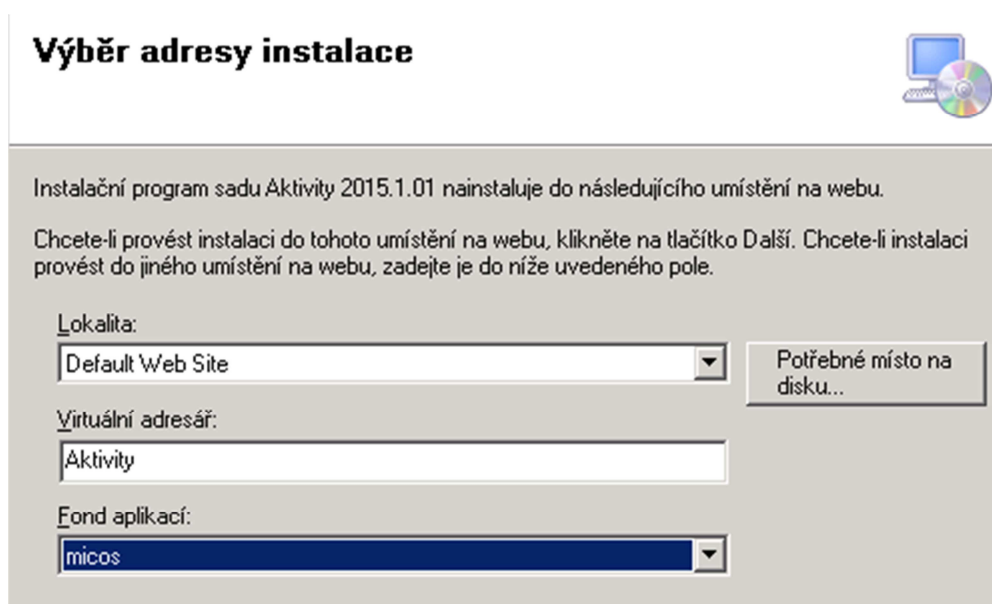 Výběr adresy instalace
Instalační program sadu Aktivity 2015.1.01 nainstaluje do následujícího umístění na webu.
Chcete-li provést instalaci do tohoto umístění na webu, klikněte na tlačítko Další. Chcete-li instalaci
provést do jiného umístění na webu, zadejte je do níže uvedeného pole.
Lokalita:
Default Web Site
Potřebné místo na
disku...
Virtuální adresář:
Aktivity
Fond aplikací:
micos